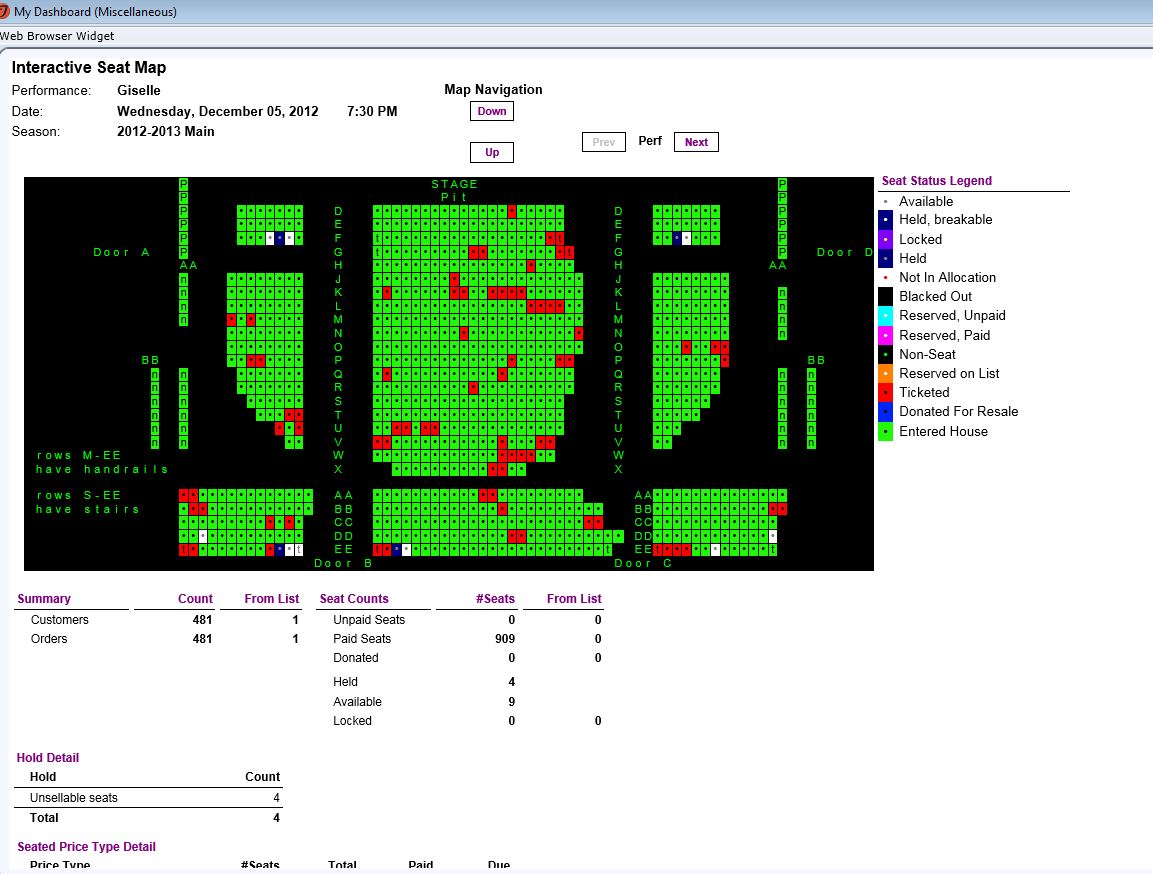 My Dashboard (Miscellaneous)
Web Browser Widget
Interactive Seat Map
Performance: Giselle
Date: Wednesday, December 05, 2012 7:30 PM
Season: 2012-2013 Main
Map Navigation
Down
Up
Prev Perf Next
STAGE
Pit
P P
P P
P D D P
P E E P
P F t t F P
Door A P G t t t G P Door D
AA H AA
n J J
n K K n
n L L n
n M M n
N N n
O O
BB P P BB
n n Q Q n n
n n R R n n
n n S S n n
n n T T n n
n n U U n n
n n V V n n
rows M-EE W W
have handrails X X
rows S-EE AA AA
have stairs BB BB
CC CC
DD DD
t t EE t t EE t t
Door B Door C
Seat Status Legend
Available
Held, breakable
Locked
Held
Not In Allocation
Blacked Out
Reserved, Unpaid
Reserved, Paid
Non-Seat
Reserved on List
Ticketed
Donated For Resale
Entered House
Summary Count From List
Customers 481 1
Orders 481 1
Seat Counts #Seats From List
Unpaid Seats 0 0
Paid Seats 909 0
Donated 0 0
Held 4
Available 9
Locked 0 0
Hold Detail
Hold Count
Unsellable seats 4
Total 4
Seated Price Type Detail
Price Type #Seats Total Paid Due